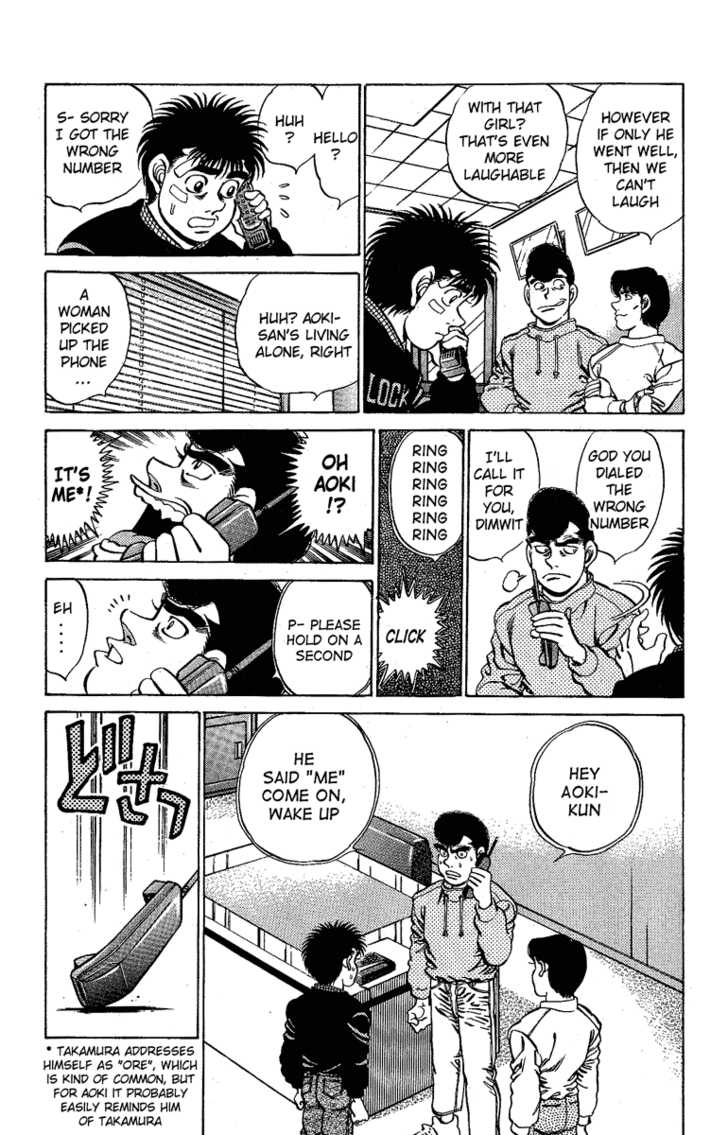 HOWEVER
IF ONLY HE
WENT WELL,
THEN WE
CAN'T
LAUGH
WITH THAT
GIRL?
THAT'S EVEN
MORE
LAUGHABLE
LOCK
HELLO
?
HUH
?
S- SORRY
I GOT THE
WRONG
NUMBER
HUH? AOKI-
SAN'S LIVING
ALONE, RIGHT
A
WOMAN
PICKED
UP THE
PHONE
...
GOD YOU
DIALED
THE
WRONG
NUMBER
I'LL
CALL IT
FOR
YOU,
DIMWIT
RING
RING
RING
RING
RING
RING
CLICK
OH
AOKI
!?
IT'S
ME*!
P- PLEASE
HOLD ON A
SECOND
EH
....
HEY
AOKI-
KUN
HE
SAID "ME"
COME ON,
WAKE UP
どさっ
* TAKAMURA ADDRESSES
HIMSELF AS "ORE", WHICH
IS KIND OF COMMON, BUT
FOR AOKI IT PROBABLY
EASILY REMINDS HIM
OF TAKAMURA